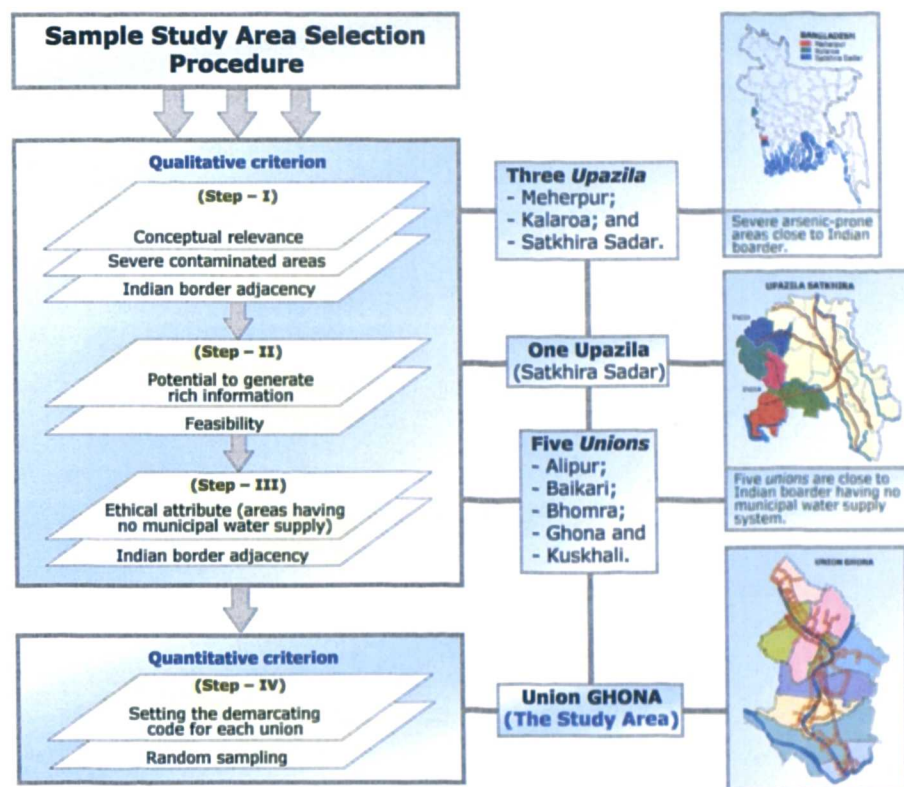 Sample Study Area Selection
Procedure
Qualitative criterion
(Step – I)
Conceptual relevance
Severe contaminated areas
Indian border adjacency
(Step – II)
Potential to generate
rich information
Feasibility
(Step – III)
Ethical attribute (areas having
no municipal water supply)
Indian border adjacency
Quantitative criterion
(Step – IV)
Setting the demarcating
code for each union
Random sampling
Three Upazila
- Meherpur;
- Kalaroa; and
- Satkhira Sadar.
One Upazila
(Satkhira Sadar)
Five Unions
- Alipur;
- Baikari;
- Bhomra;
- Ghona and
- Kuskhali.
Union GHONA
(The Study Area)
BANGLADESH
Meherpur
Kalaroa
Satkhira Sadar
Severe arsenic-prone
areas close to Indian
boarder.
UPAZILA SATKHIRA
INDIA
INDIA
Five unions are close to
Indian boarder having no
municipal water supply
system.
UNION GHONA